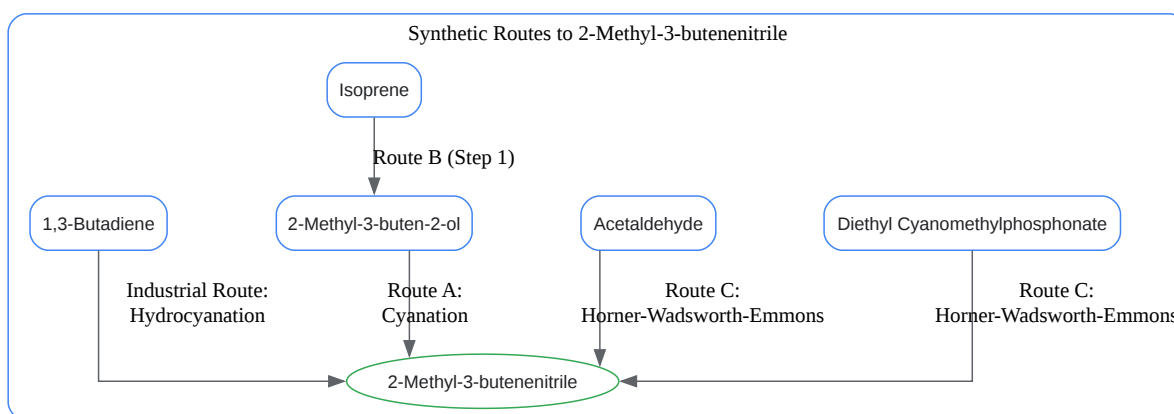 Synthetic Routes to 2-Methyl-3-butenenitrile
Isoprene
Route B (Step 1)
1,3-Butadiene
2-Methyl-3-buten-2-ol
Acetaldehyde
Diethyl Cyanomethylphosphonate
Industrial Route:
Hydrocyanation
Route A:
Cyanation
Route C:
Horner-Wadsworth-Emmons
Route C:
Horner-Wadsworth-Emmons
2-Methyl-3-butenenitrile